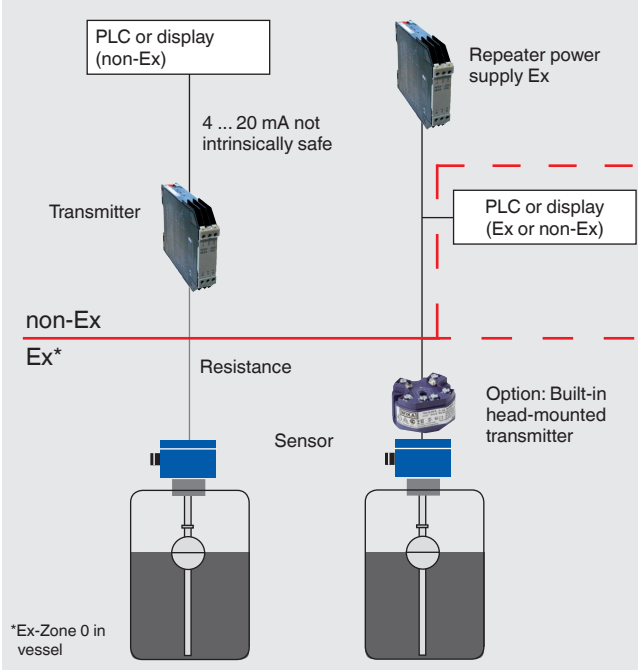 PLC or display
(non-Ex)
Repeater power
supply Ex
4 ... 20 mA not
intrinsically safe
Transmitter
PLC or display
(Ex or non-Ex)
non-Ex
Ex*
Resistance
Option: Built-in
head-mounted
transmitter
Sensor
*Ex-Zone 0 in
vessel